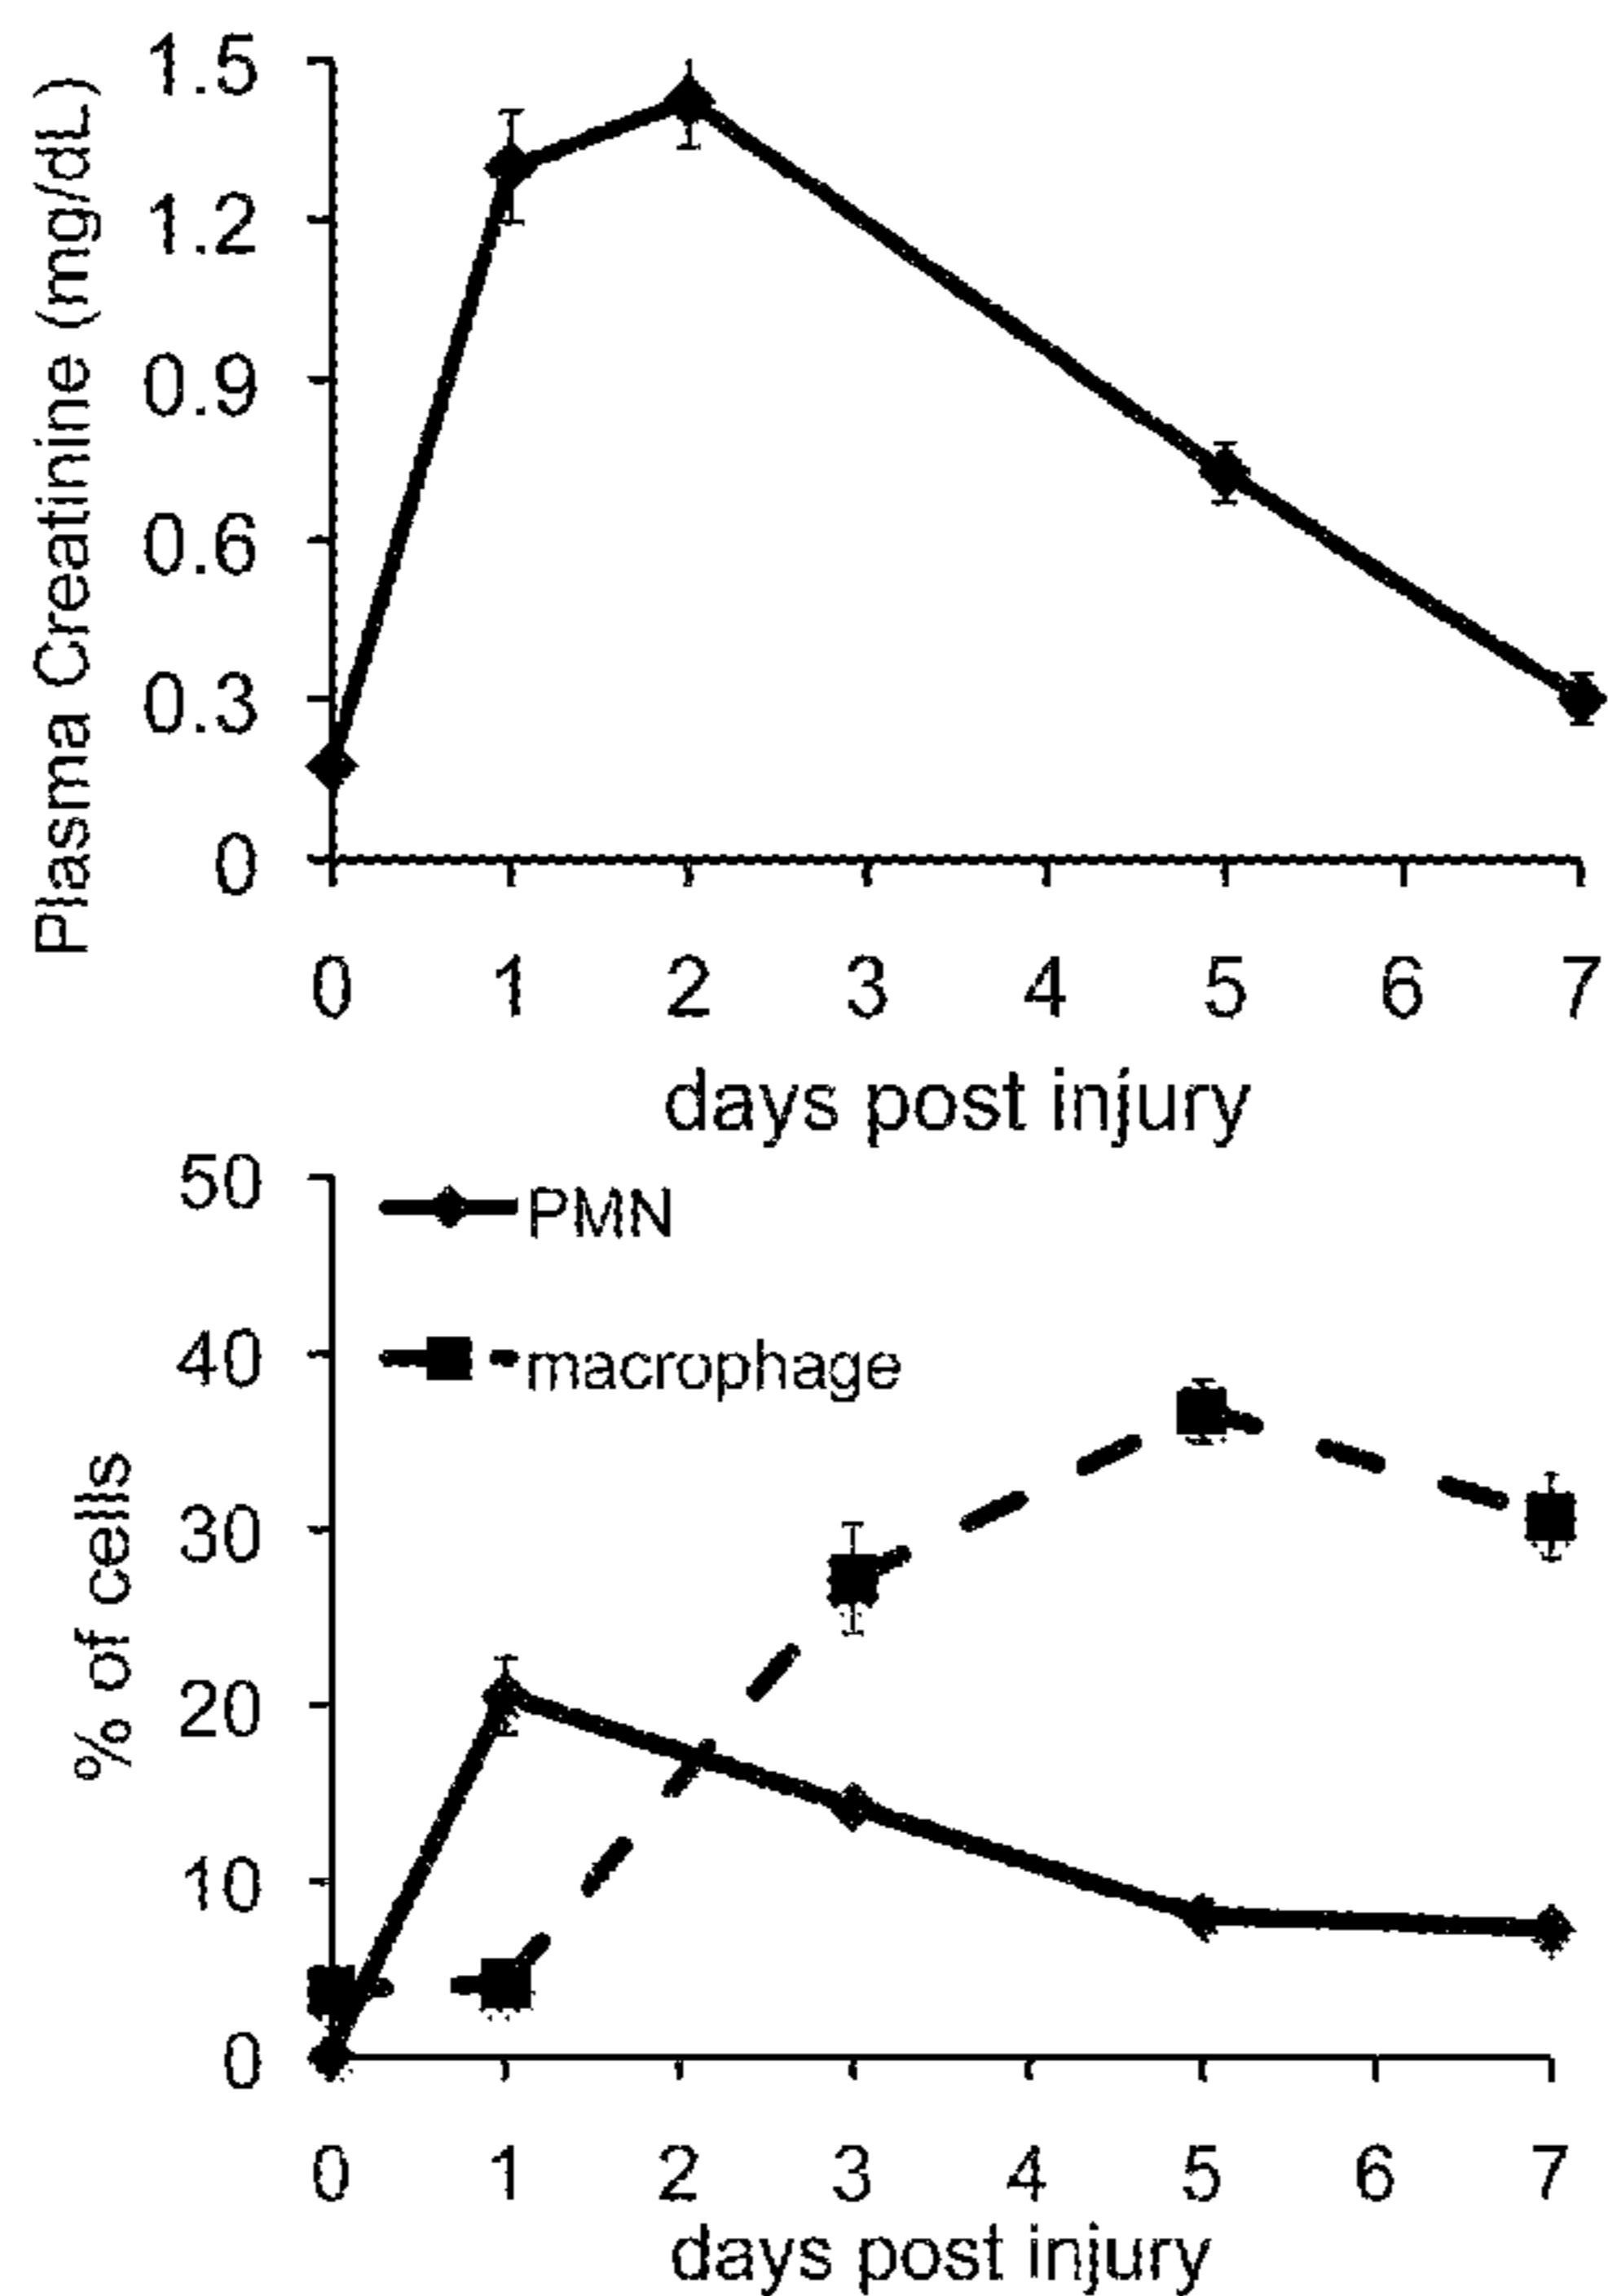 Plasma Creatinine (mg/dL)
1.5
1.2
0.9
0.6
0.3
0
0 1 2 3 4 5 6 7
days post injury
% of cells
50
40
30
20
10
0
PMN
macrophage
0 1 2 3 4 5 6 7
days post injury